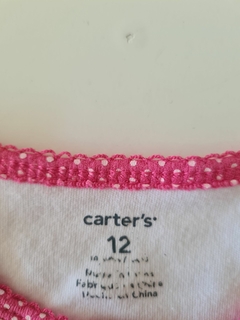 carter's
12
Made in China
Fabriqué en Chine
Hecho en China